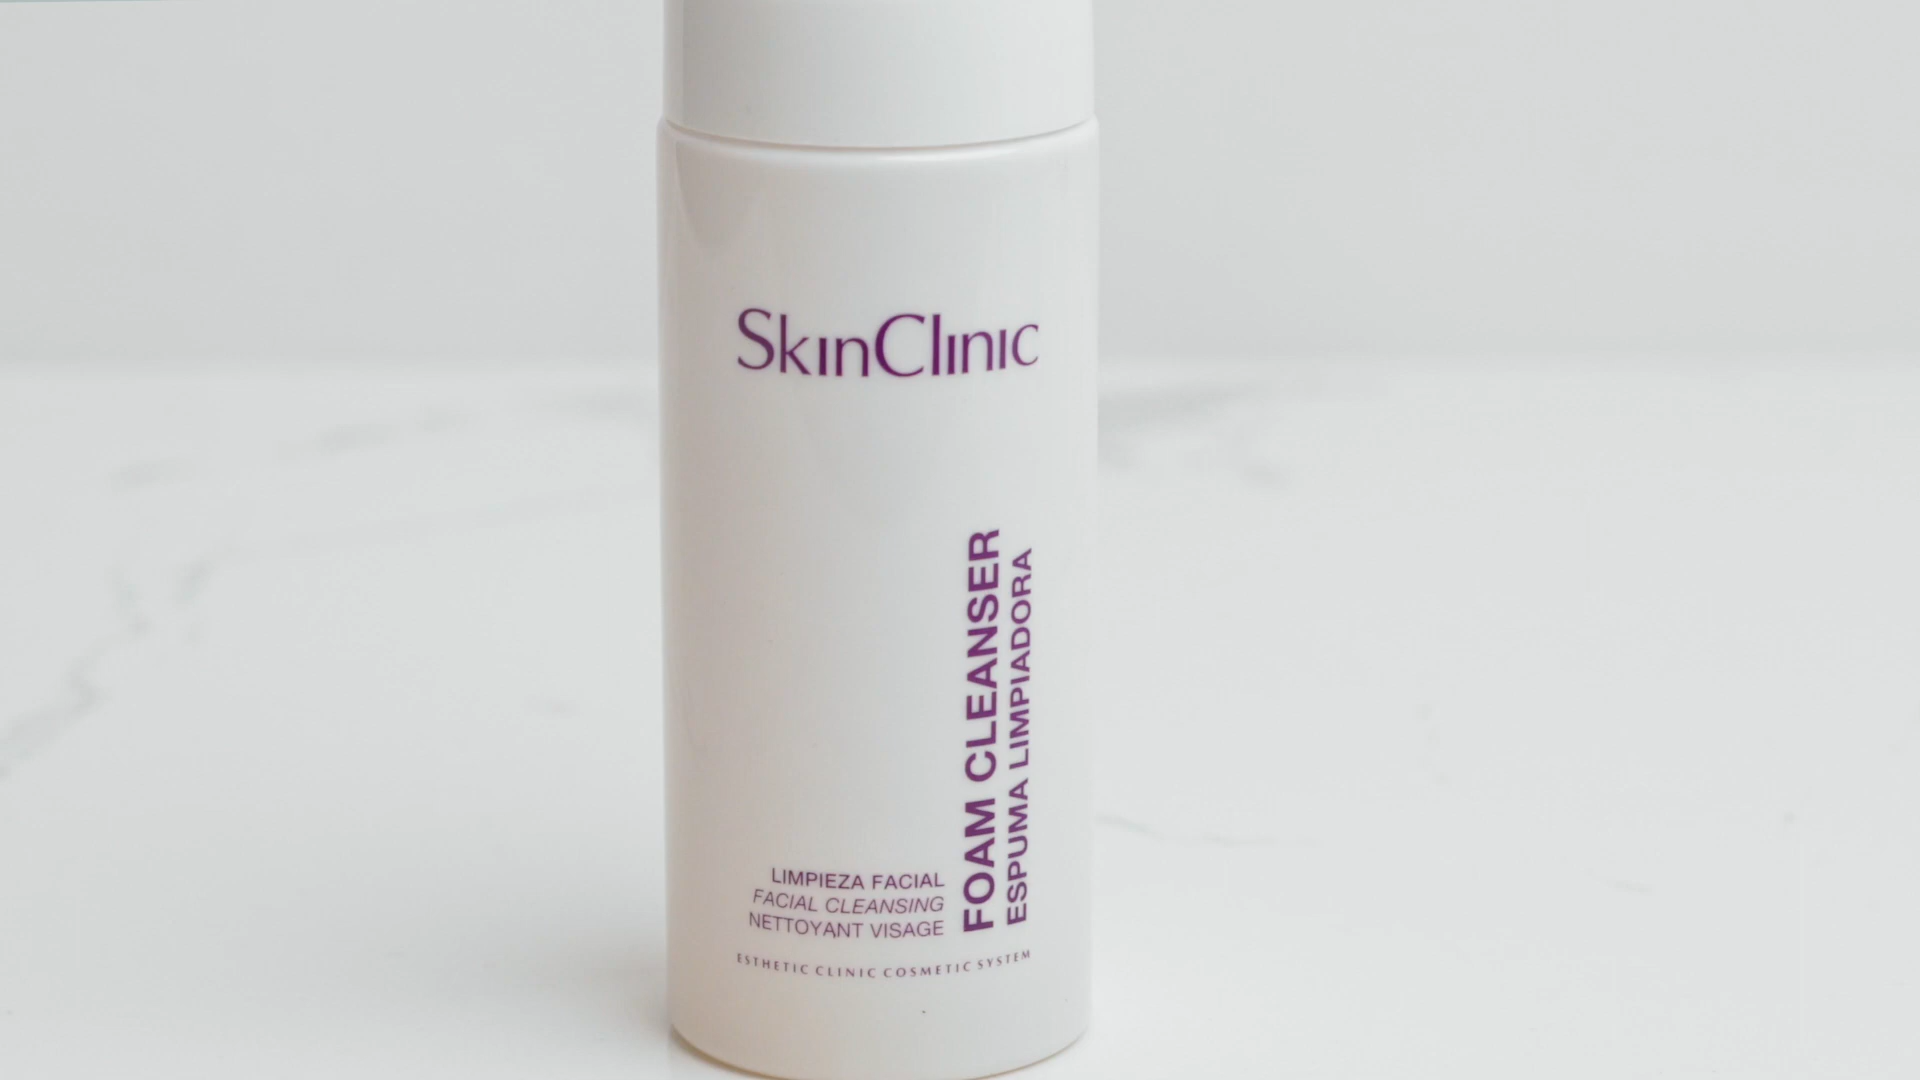 SkinClinic
FOAM CLEANSER
ESPUMA LIMPIADORA
LIMPIEZA FACIAL
FACIAL CLEANSING
NETTOYANT VISAGE
ESTHETIC CLINIC COSMETIC SYSTEM